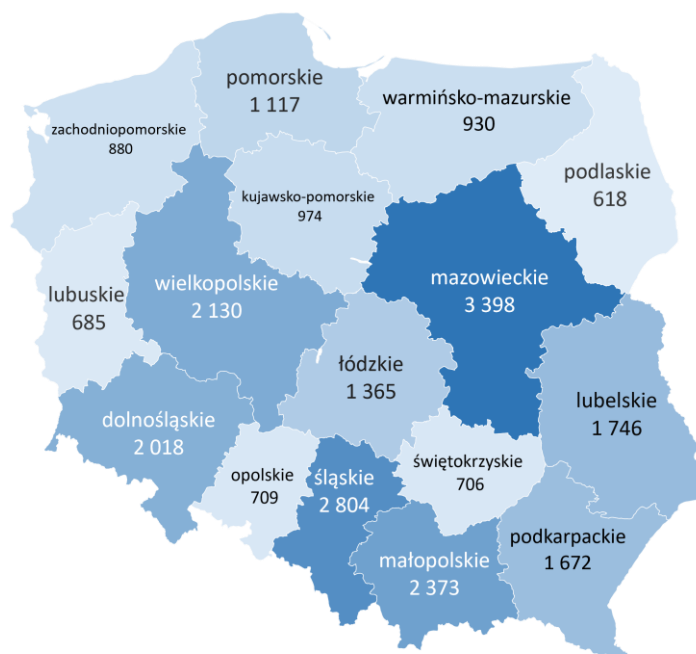 pomorskie
1 117
warmińsko-mazurskie
930
zachodniopomorskie
880
podlaskie
618
kujawsko-pomorskie
974
mazowieckie
3 398
wielkopolskie
2 130
lubuskie
685
łódzkie
1 365
lubelskie
1 746
dolnośląskie
2 018
opolskie
709
śląskie
2 804
świętokrzyskie
706
podkarpackie
1 672
małopolskie
2 373